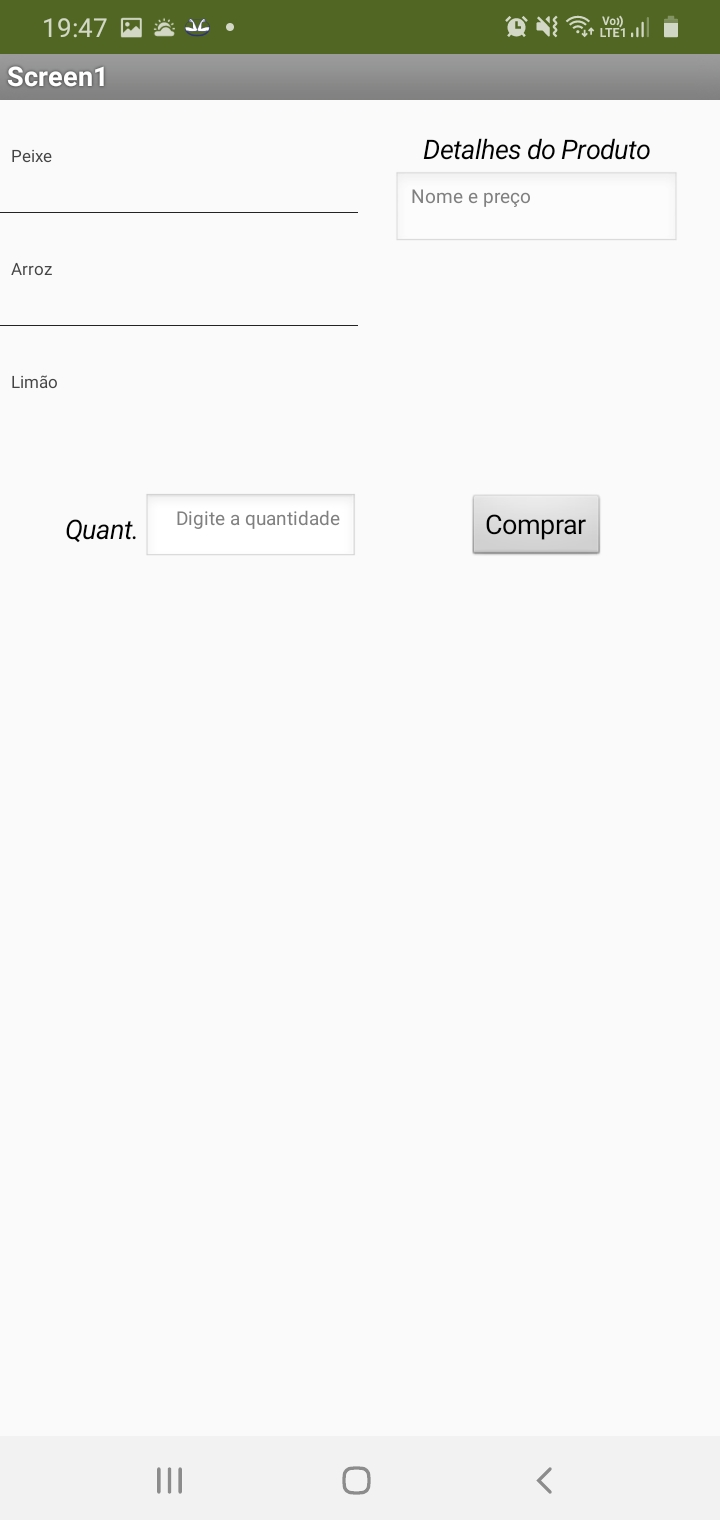 19:47
Vo))
LTE1
Screen1
Peixe
Arroz
Limão
Detalhes do Produto
Nome e preço
Quant.
Digite a quantidade
Comprar